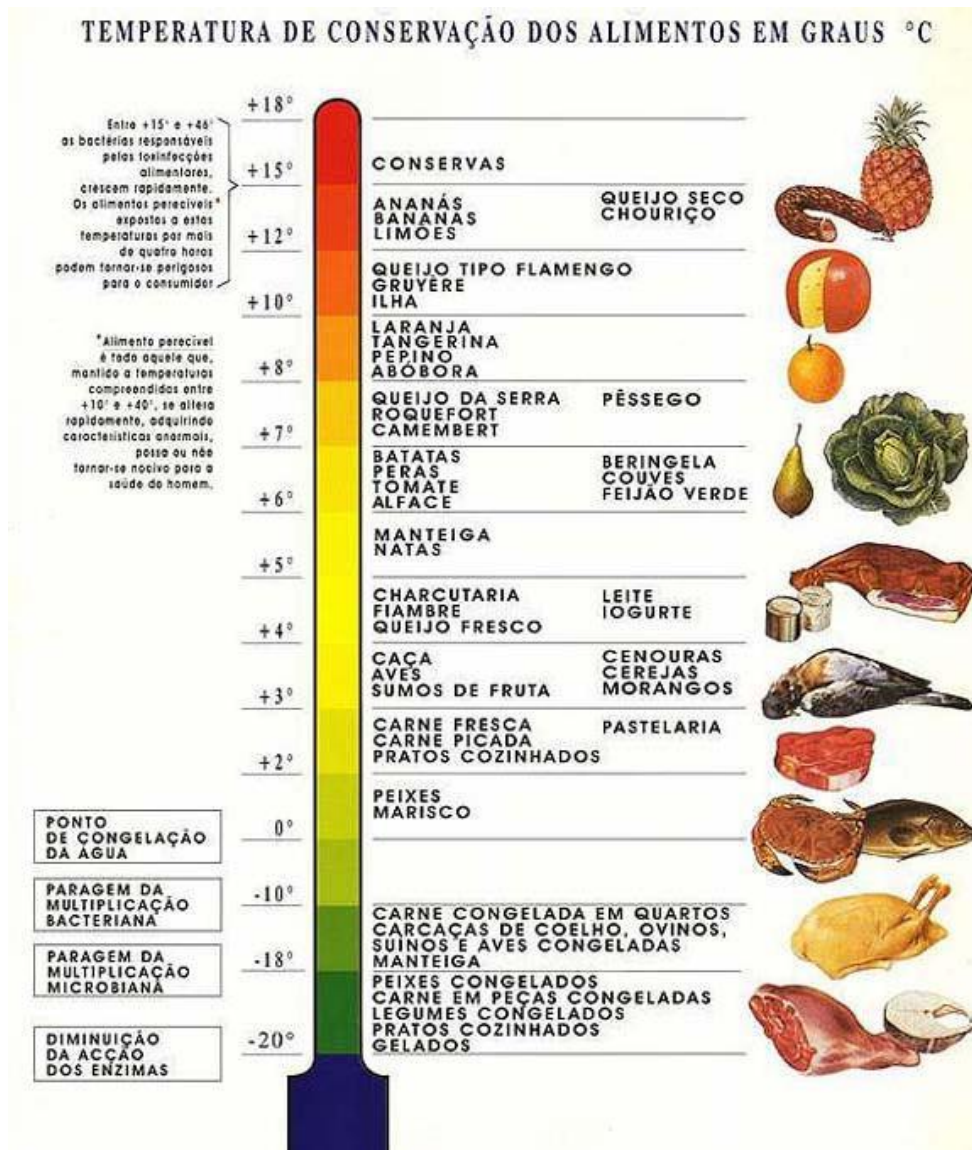 TEMPERATURA DE CONSERVAÇÃO DOS ALIMENTOS EM GRAUS °C
Entre +15° e +46°
as bactérias responsáveis
pelas toxinfecções
alimentares,
crescem rapidamente.
Os alimentos perecíveis*
expostos a estas
temperaturas por mais
de quatro horas
podem tornar-se perigosos
para o consumidor
*Alimento perecível
é todo aquele que,
mantido a temperaturas
compreendidas entre
+10° e +40°, se altera
rapidamente, adquirindo
características anormais,
possa ou não
tornar-se nocivo para a
saúde do homem.
+18°
CONSERVAS
+15°
ANANÁS QUEIJO SECO
BANANAS CHOURIÇO
LIMÕES
+12°
QUEIJO TIPO FLAMENGO
GRUYÈRE
ILHA
+10°
LARANJA
TANGERINA
PEPINO
ABÓBORA
+8°
QUEIJO DA SERRA PÊSSEGO
ROQUEFORT
CAMEMBERT
+7°
BATATAS BERINGELA
PERAS COUVES
TOMATE FEIJÃO VERDE
ALFACE
+6°
MANTEIGA
NATAS
+5°
CHARCUTARIA LEITE
FIAMBRE IOGURTE
QUEIJO FRESCO
+4°
CAÇA CENOURAS
AVES CEREJAS
SUMOS DE FRUTA MORANGOS
+3°
CARNE FRESCA PASTELARIA
CARNE PICADA
PRATOS COZINHADOS
+2°
PEIXES
MARISCO
0°
PONTO
DE CONGELAÇÃO
DA ÁGUA
-10°
PARAGEM DA
MULTIPLICAÇÃO
BACTERIANA
CARNE CONGELADA EM QUARTOS
CARCAÇAS DE COELHO, OVINOS,
SUÍNOS E AVES CONGELADAS
MANTEIGA
-18°
PARAGEM DA
MULTIPLICAÇÃO
MICROBIANA
PEIXES CONGELADOS
CARNE EM PEÇAS CONGELADAS
LEGUMES CONGELADOS
PRATOS COZINHADOS
GELADOS
-20°
DIMINUIÇÃO
DA ACÇÃO
DOS ENZIMAS